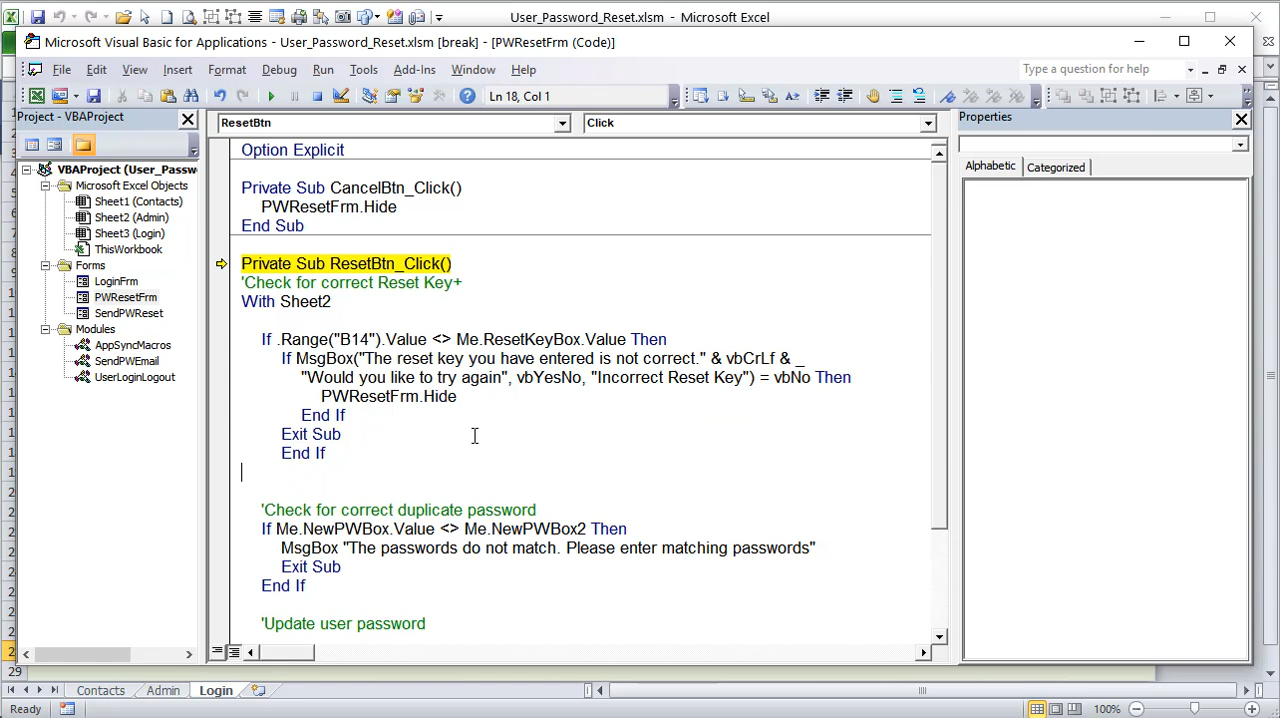 User_Password_Reset.xlsm - Microsoft Excel
Microsoft Visual Basic for Applications - User_Password_Reset.xlsm [break] - [PWResetFrm (Code)]
File Edit View Insert Format Debug Run Tools Add-Ins Window Help
Type a question for help
Ln 18, Col 1
Project - VBAProject
ResetBtn
Click
Properties
Alphabetic Categorized
VBAProject (User_Passw
Microsoft Excel Objects
Sheet1 (Contacts)
Sheet2 (Admin)
Sheet3 (Login)
ThisWorkbook
Forms
LoginFrm
PWResetFrm
SendPWReset
Modules
AppSyncMacros
SendPWEmail
UserLoginLogout
Option Explicit
Private Sub CancelBtn_Click()
PWResetFrm.Hide
End Sub
Private Sub ResetBtn_Click()
'Check for correct Reset Key+
With Sheet2
If .Range("B14").Value <> Me.ResetKeyBox.Value Then
If MsgBox("The reset key you have entered is not correct." & vbCrLf & _
"Would you like to try again", vbYesNo, "Incorrect Reset Key") = vbNo Then
PWResetFrm.Hide
End If
Exit Sub
End If
'Check for correct duplicate password
If Me.NewPWBox.Value <> Me.NewPWBox2 Then
MsgBox "The passwords do not match. Please enter matching passwords"
Exit Sub
End If
'Update user password
29
Contacts Admin Login
Ready
100%